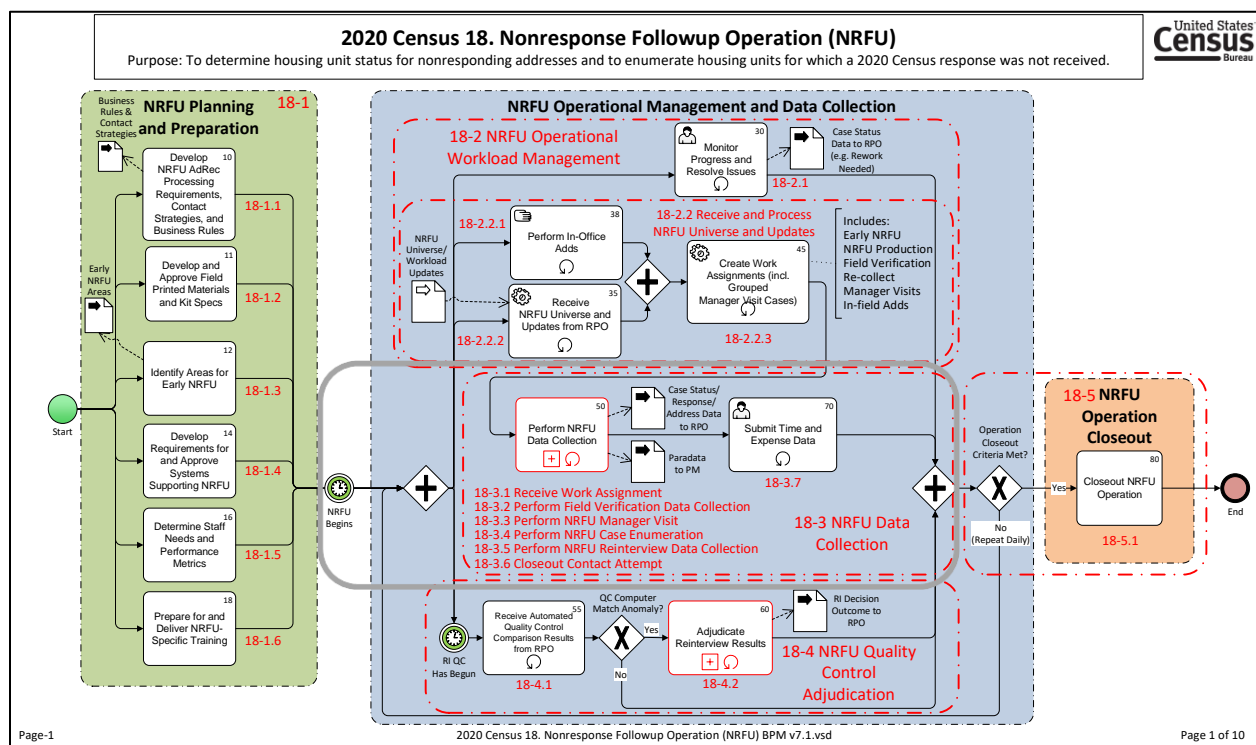 2020 Census 18. Nonresponse Followup Operation (NRFU)
Purpose: To determine housing unit status for nonresponding addresses and to enumerate housing units for which a 2020 Census response was not received.
United States
Census
Bureau
NRFU Planning
and Preparation
18-1
Business
Rules &
Contact
Strategies
10
Develop
NRFU AdRec
Processing
Requirements,
Contact
Strategies, and
Business Rules
18-1.1
Early
NRFU
Areas
11
Develop and
Approve Field
Printed Materials
and Kit Specs
18-1.2
12
Identify Areas for
Early NRFU
18-1.3
Start
14
Develop
Requirements for
and Approve
Systems
Supporting NRFU
18-1.4
16
Determine Staff
Needs and
Performance
Metrics
18-1.5
18
Prepare for and
Deliver NRFU-
Specific Training
18-1.6
NRFU
Begins
NRFU Operational Management and Data Collection
18-2 NRFU Operational
Workload Management
30
Monitor
Progress and
Resolve Issues
18-2.1
Case Status
Data to RPO
(e.g. Rework
Needed)
18-2.2.1
38
Perform In-Office
Adds
18-2.2 Receive and Process
NRFU Universe and Updates
NRFU
Universe/
Workload
Updates
35
Receive
NRFU Universe and
Updates from RPO
18-2.2.2
45
Create Work
Assignments (incl.
Grouped
Manager Visit Cases)
18-2.2.3
Includes:
Early NRFU
NRFU Production
Field Verification
Re-collect
Manager Visits
In-field Adds
50
Perform NRFU
Data Collection
Case Status/
Response/
Address Data
to RPO
Paradata
to PM
70
Submit Time and
Expense Data
18-3.7
18-3.1 Receive Work Assignment
18-3.2 Perform Field Verification Data Collection
18-3.3 Perform NRFU Manager Visit
18-3.4 Perform NRFU Case Enumeration
18-3.5 Perform NRFU Reinterview Data Collection
18-3.6 Closeout Contact Attempt
18-3 NRFU Data
Collection
RI QC
Has Begun
55
Receive Automated
Quality Control
Comparison Results
from RPO
18-4.1
QC Computer
Match Anomaly?
Yes
No
60
Adjudicate
Reinterview Results
18-4.2
RI Decision
Outcome to
RPO
18-4 NRFU Quality
Control
Adjudication
Operation
Closeout
Criteria Met?
Yes
No
(Repeat Daily)
18-5 NRFU
Operation
Closeout
80
Closeout NRFU
Operation
18-5.1
End
Page-1
2020 Census 18. Nonresponse Followup Operation (NRFU) BPM v7.1.vsd
Page 1 of 10